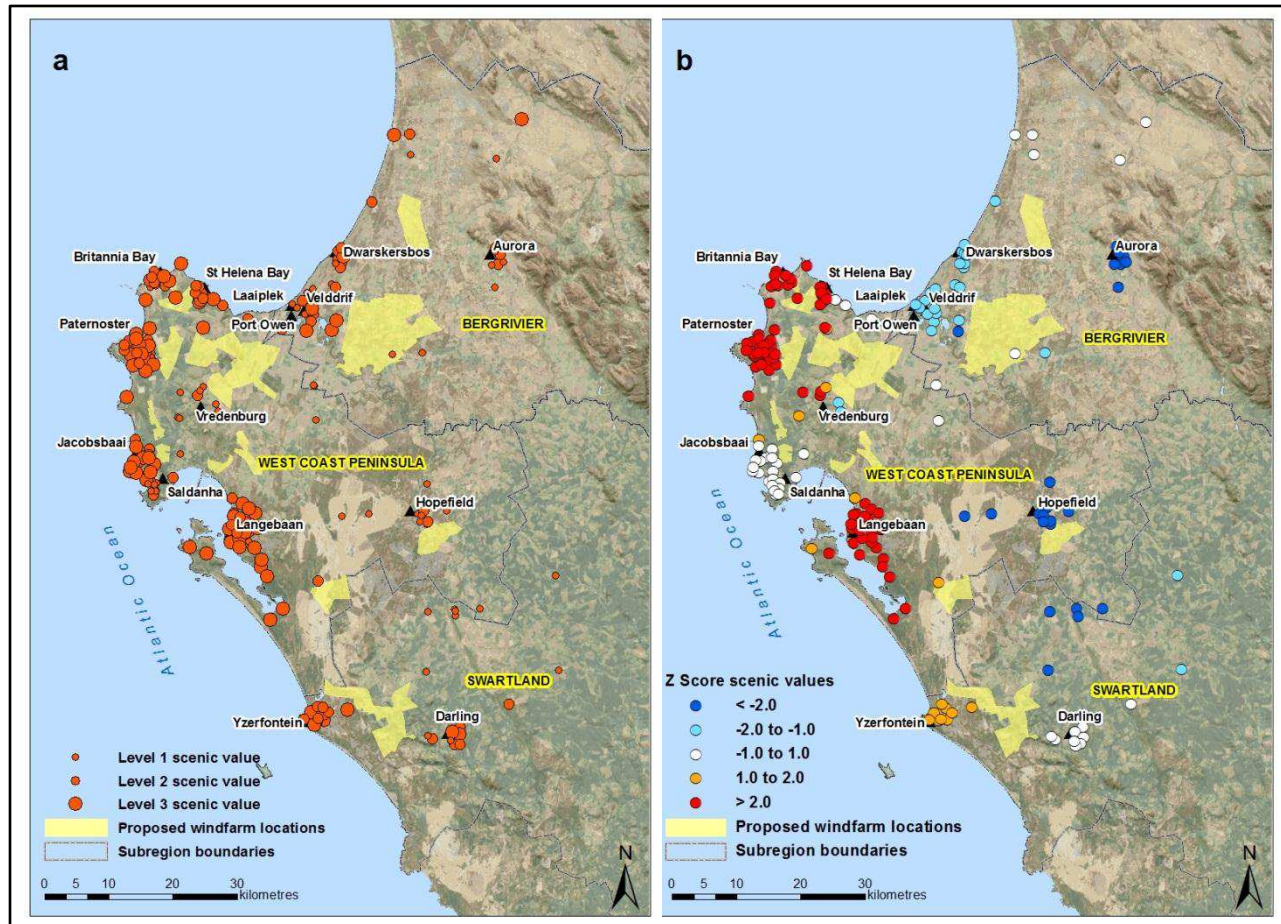 a
Britannia Bay
St Helena Bay
Dwarskersbos
Aurora
Laaiplek
Velddrif
Paternoster
Port Owen
BERGRIVIER
Vredenburg
Jacobsbaai
WEST COAST PENINSULA
Saldanha
Hopefield
Langebaan
Atlantic Ocean
SWARTLAND
Yzerfontein
Darling
Level 1 scenic value
Level 2 scenic value
Level 3 scenic value
Proposed windfarm locations
Subregion boundaries
0 5 10 20 30
kilometres
N
b
Britannia Bay
St Helena Bay
Dwarskersbos
Aurora
Laaiplek
Velddrif
Paternoster
Port Owen
BERGRIVIER
Vredenburg
Jacobsbaai
WEST COAST PENINSULA
Saldanha
Hopefield
Langebaan
Atlantic Ocean
Z Score scenic values
SWARTLAND
< -2.0
-2.0 to -1.0
Yzerfontein
Darling
-1.0 to 1.0
1.0 to 2.0
> 2.0
Proposed windfarm locations
Subregion boundaries
0 5 10 20 30
kilometres
N